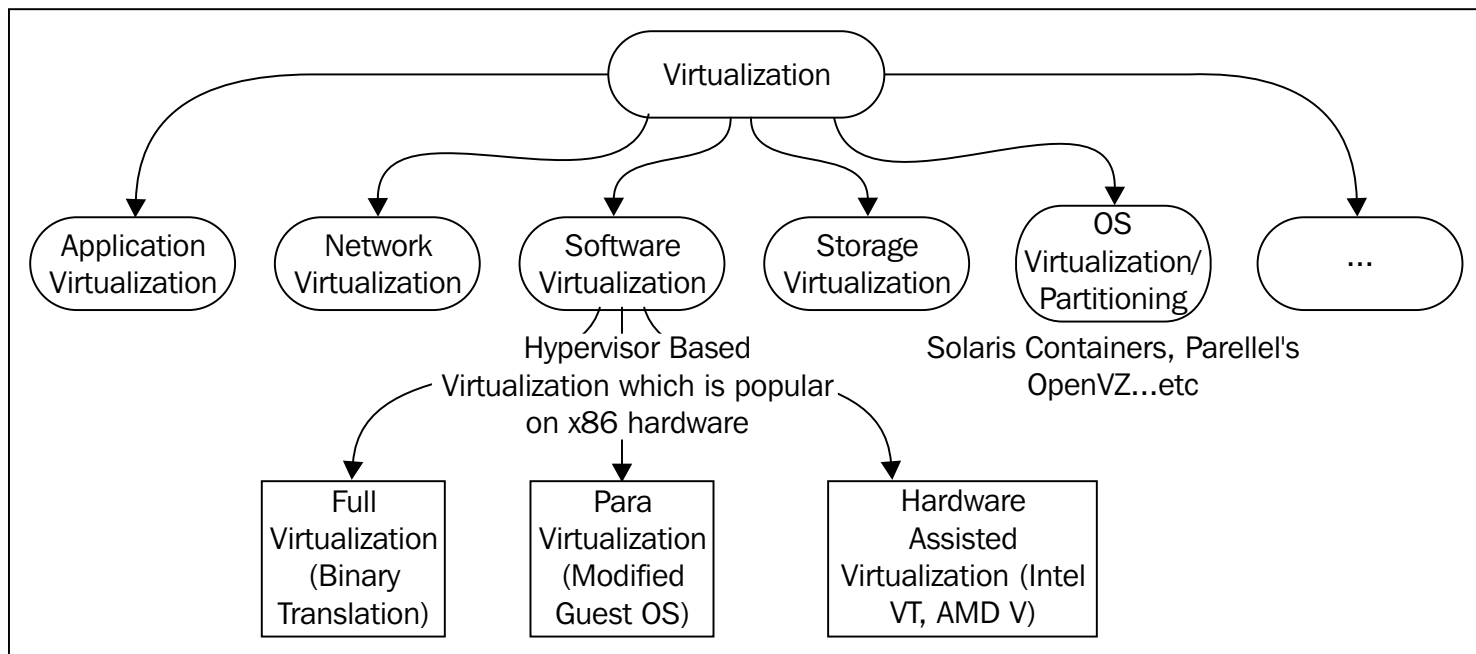 Virtualization
Application
Virtualization
Network
Virtualization
Software
Virtualization
Storage
Virtualization
OS
Virtualization/
Partitioning
...
Hypervisor Based
Virtualization which is popular
on x86 hardware
Solaris Containers, Parellel's
OpenVZ...etc
Full
Virtualization
(Binary
Translation)
Para
Virtualization
(Modified
Guest OS)
Hardware
Assisted
Virtualization (Intel
VT, AMD V)